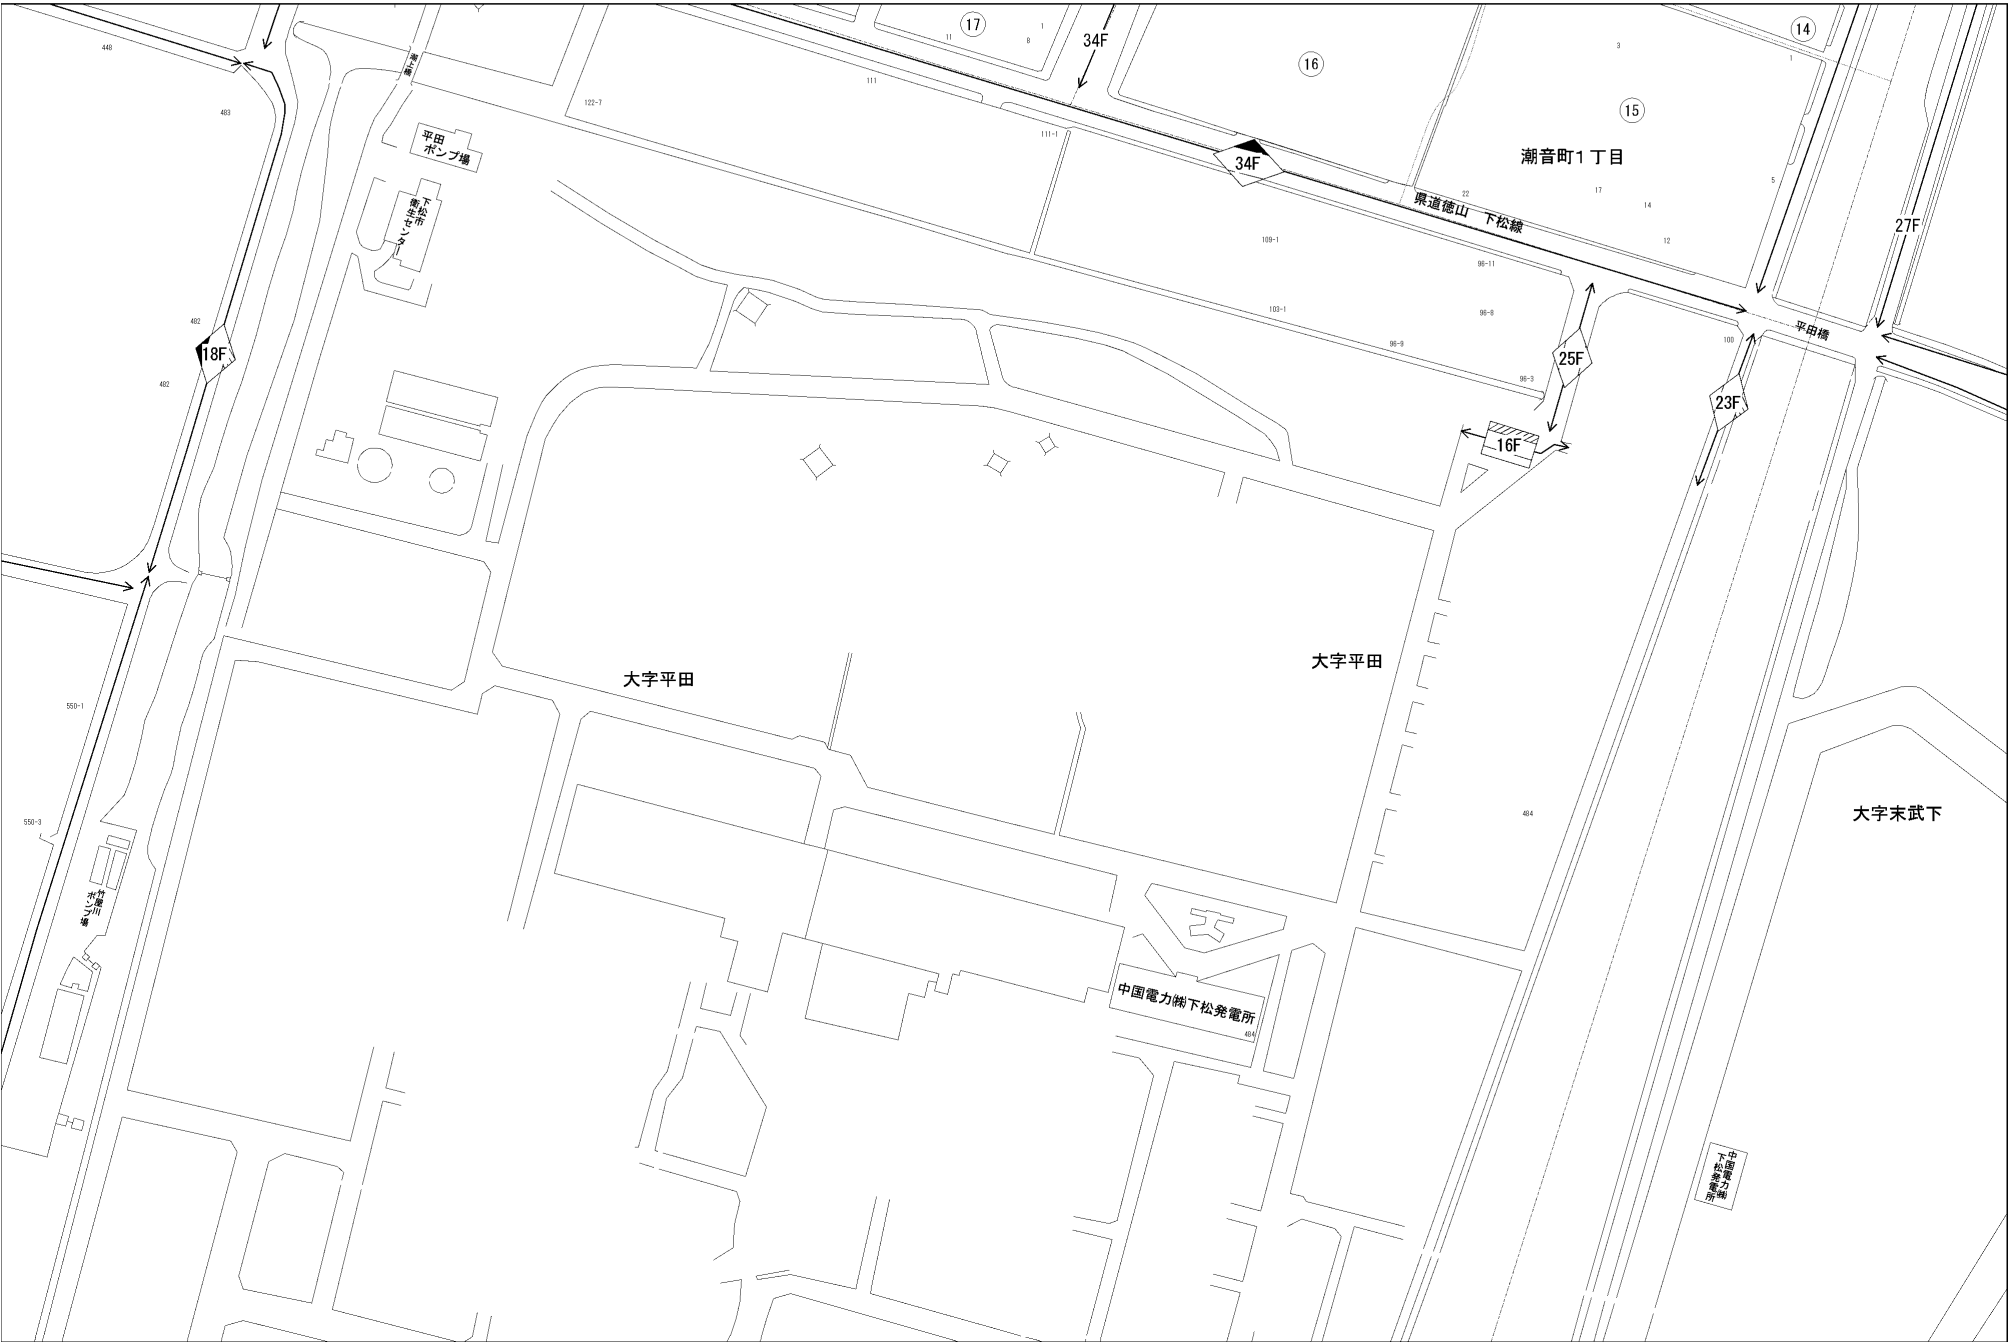 17
11
8
1
34F
16
3
14
1
15
448
潮上橋
483
122-7
111
111-1
平田
ポンプ場
34F
潮音町1丁目
5
22
17
14
県道徳山 下松線
12
27F
下松市
衛生センター
109-1
96-11
482
103-1
96-8
平田橋
100
18F
96-9
25F
482
96-3
23F
16F
大字平田
大字平田
550-1
550-3
484
大字末武下
竹屋川
ポンプ場
中国電力㈱下松発電所
484
中国電力㈱
下松発電所